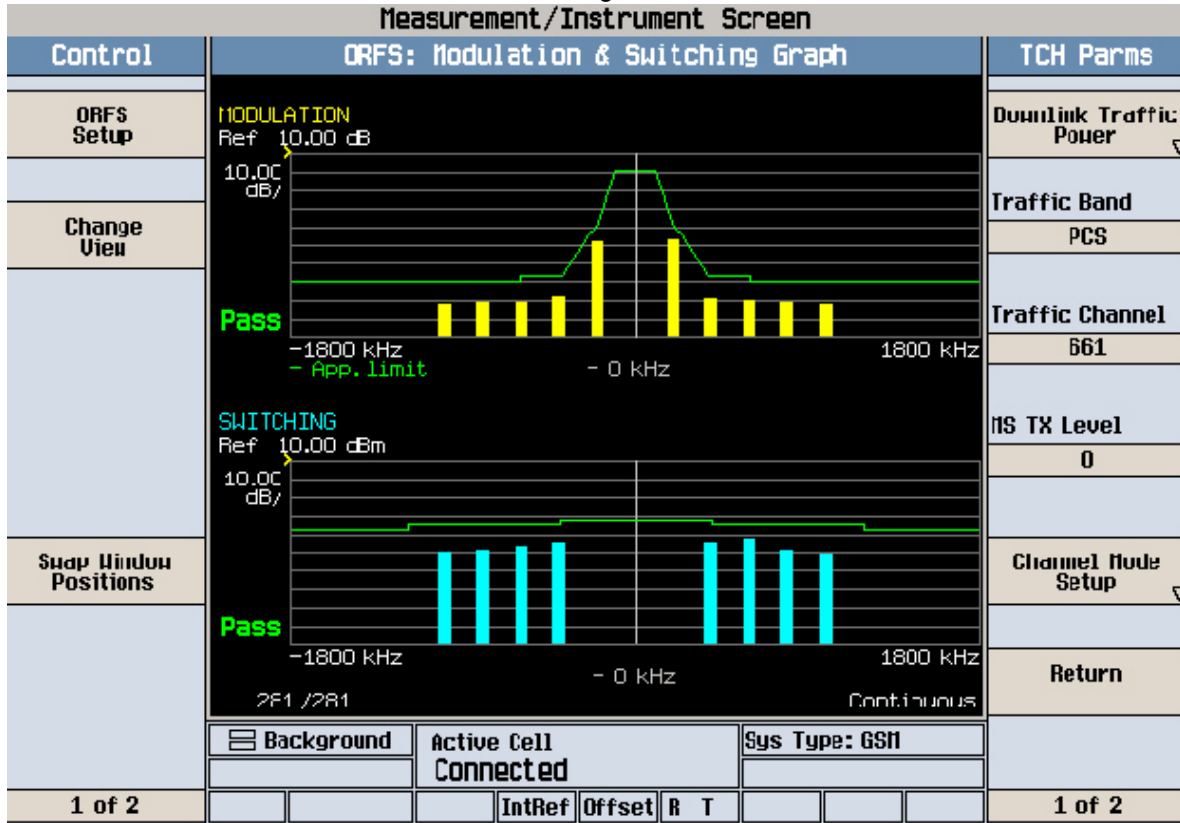 Measurement/Instrument Screen
Control
ORFS: Modulation & Switching Graph
TCH Parms
ORFS
Setup
Change
View
Swap Window
Positions
1 of 2
MODULATION
Ref 10.00 dB
10.00
dB/
Pass
-1800 kHz
1800 kHz
- App.limit
- 0 kHz
SWITCHING
Ref 10.00 dBm
10.00
dB/
Pass
-1800 kHz
1800 kHz
- 0 kHz
281/281
Continuous
Background
Active Cell
Connected
Sys Type: GSM
IntRef
Offset
R T
Downlink Traffic
Power
Traffic Band
PCS
Traffic Channel
661
MS TX Level
0
Channel Mode
Setup
Return
1 of 2